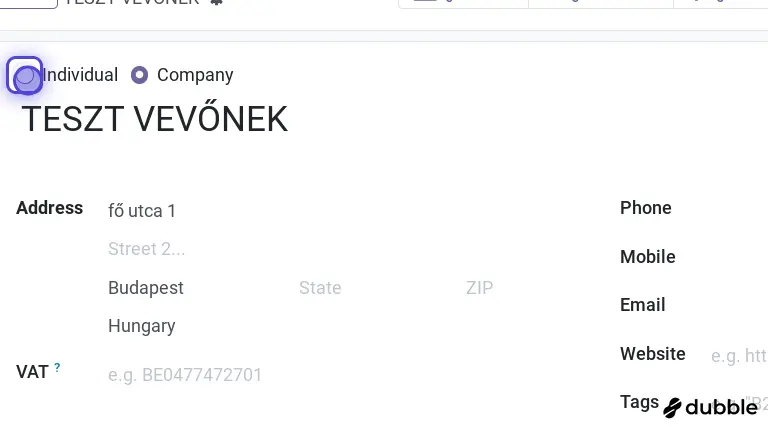 TESZT VEVŐNEK
Individual Company
TESZT VEVŐNEK
Address fő utca 1 Phone
Street 2...
Mobile
Budapest State ZIP
Email
Hungary
Website e.g. htt
VAT ? e.g. BE0477472701
Tags
dubble